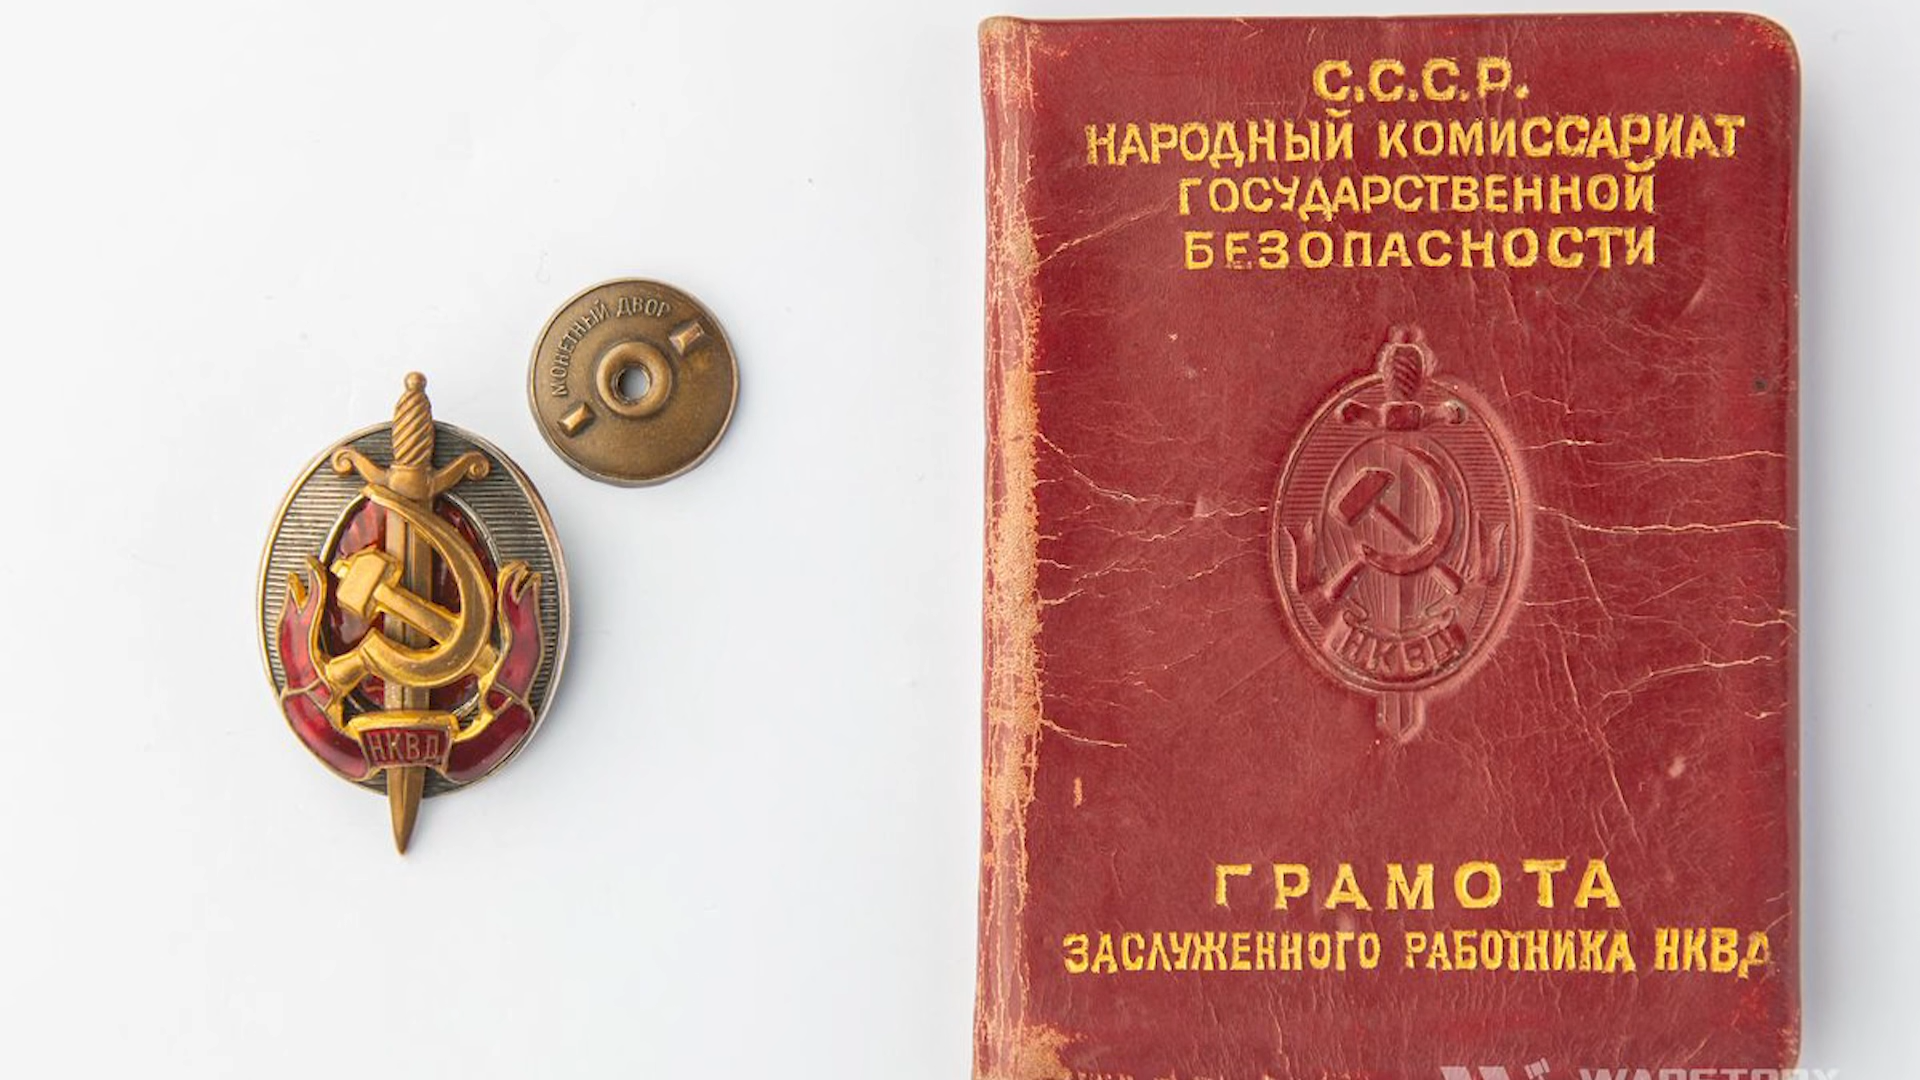 МОНЕТНЫЙ ДВОР
НКВД
С.С.С.Р.
НАРОДНЫЙ КОМИССАРИАТ
ГОСУДАРСТВЕННОЙ
БЕЗОПАСНОСТИ
НКВД
ГРАМОТА
ЗАСЛУЖЕННОГО РАБОТНИКА НКВД